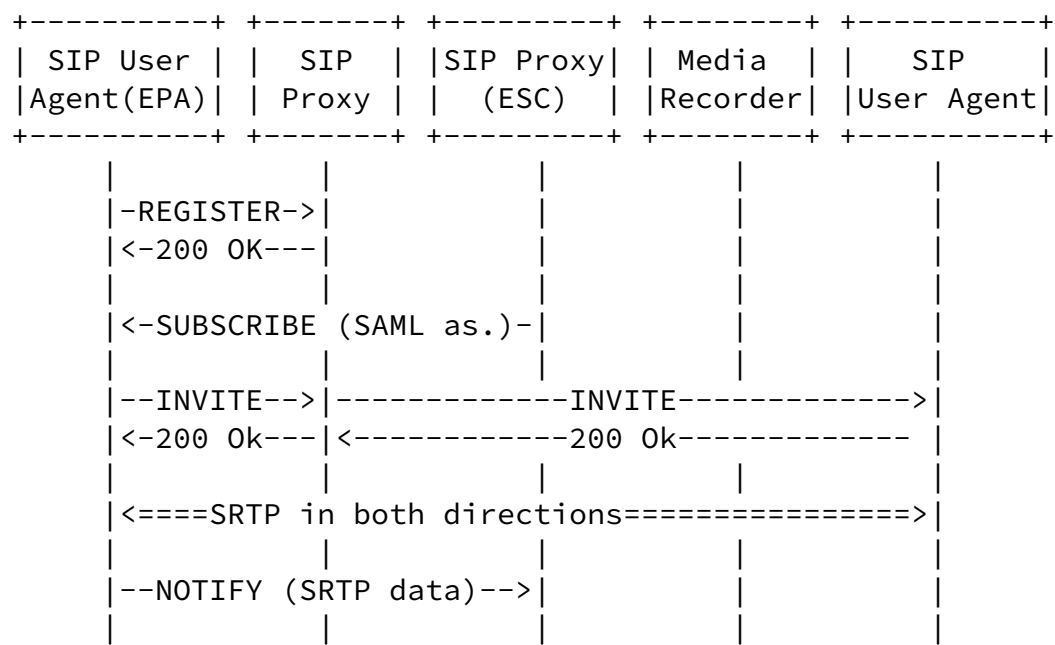 +----------+ +-------+ +---------+ +--------+ +----------+
| SIP User | | SIP | |SIP Proxy| | Media | | SIP |
|Agent(EPA)| | Proxy | | (ESC) | |Recorder| |User Agent|
+----------+ +-------+ +---------+ +--------+ +----------+
| | | | |
|-REGISTER->| | | |
|<-200 OK---| | | |
| | | | |
|<-SUBSCRIBE (SAML as.)-| | |
| | | | |
|--INVITE-->|-------------INVITE------------->|
|<-200 Ok---|<------------200 Ok------------- |
| | | | |
|<====SRTP in both directions================>|
| | | | |
|--NOTIFY (SRTP data)-->| | |
| | | | |